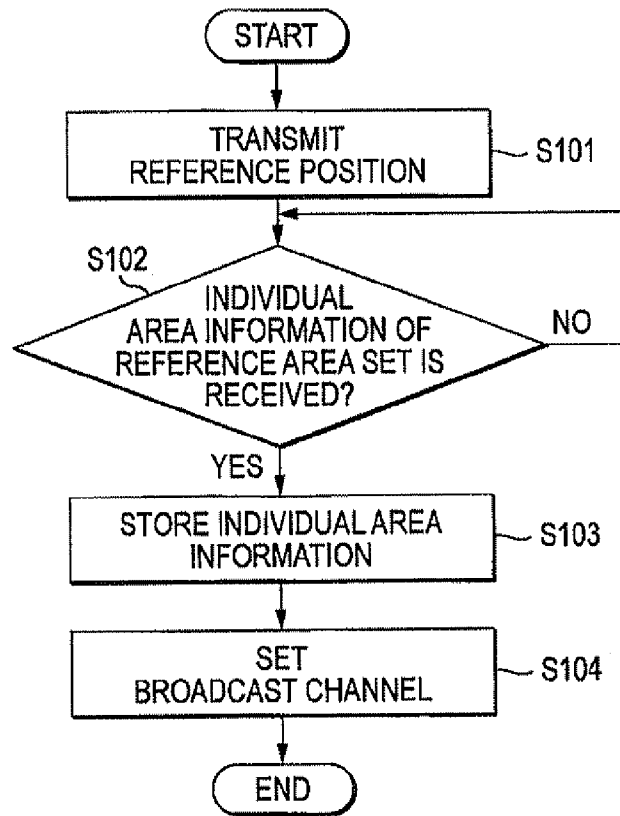 START
TRANSMIT
REFERENCE POSITION
S101
S102
INDIVIDUAL
AREA INFORMATION OF
REFERENCE AREA SET IS
RECEIVED?
NO
YES
STORE INDIVIDUAL AREA
INFORMATION
S103
SET
BROADCAST CHANNEL
S104
END